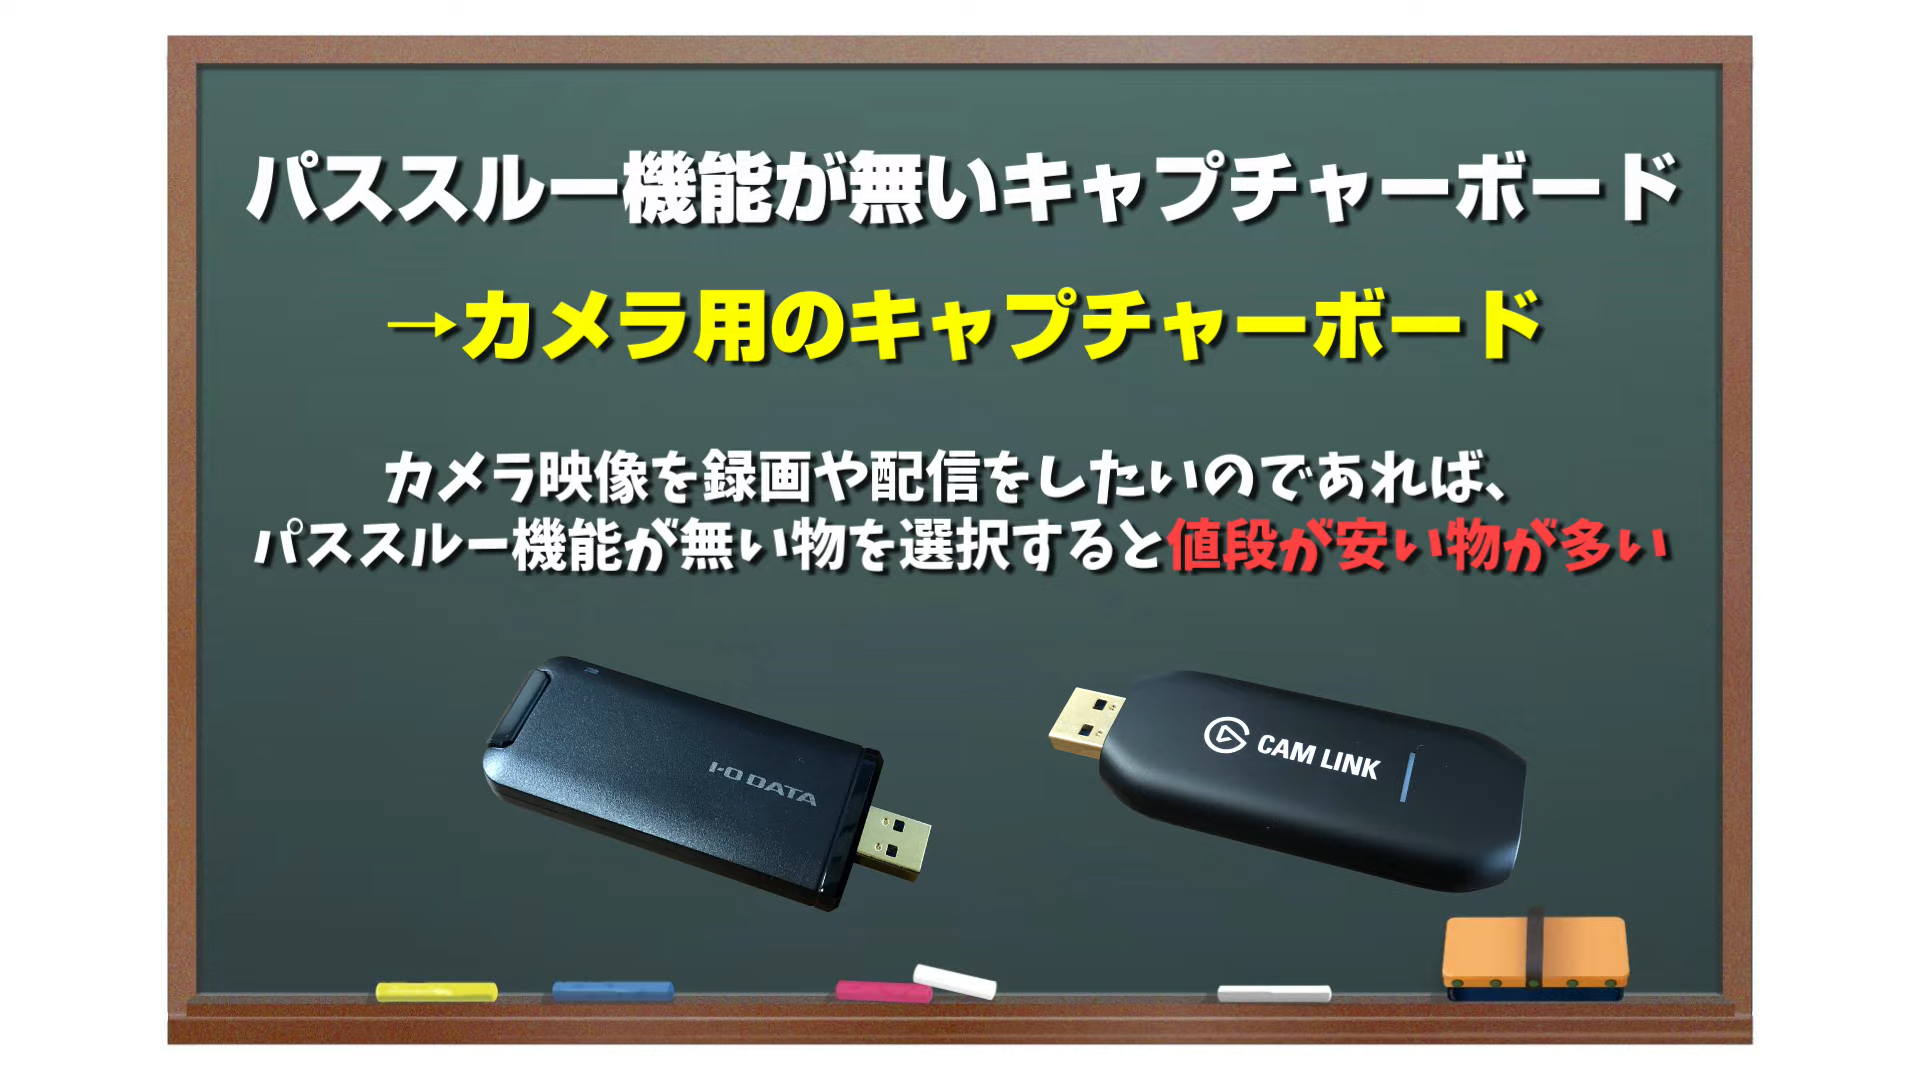 パススルー機能が無いキャプチャーボード
→カメラ用のキャプチャーボード
カメラ映像を録画や配信をしたいのであれば、
パススルー機能が無い物を選択すると値段が安い物が多い
I-O DATA
CAM LINK